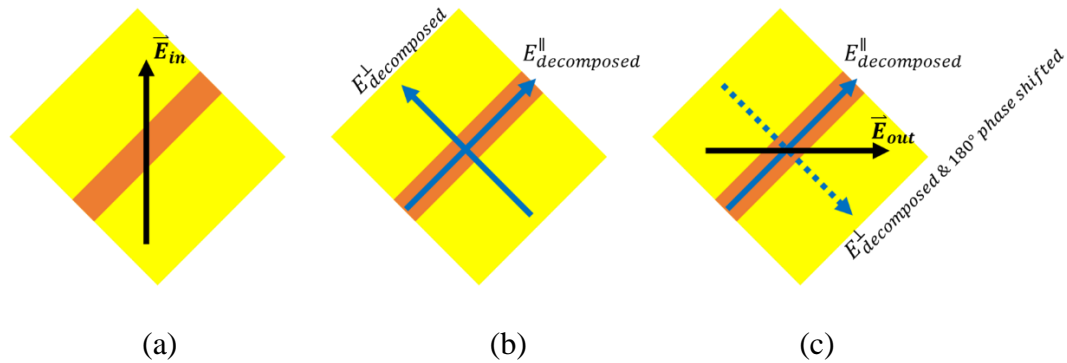 E⃗in
E⊥decomposed
E∥decomposed
E∥decomposed
E⃗out
E⊥decomposed & 180° phase shifted
(a)
(b)
(c)